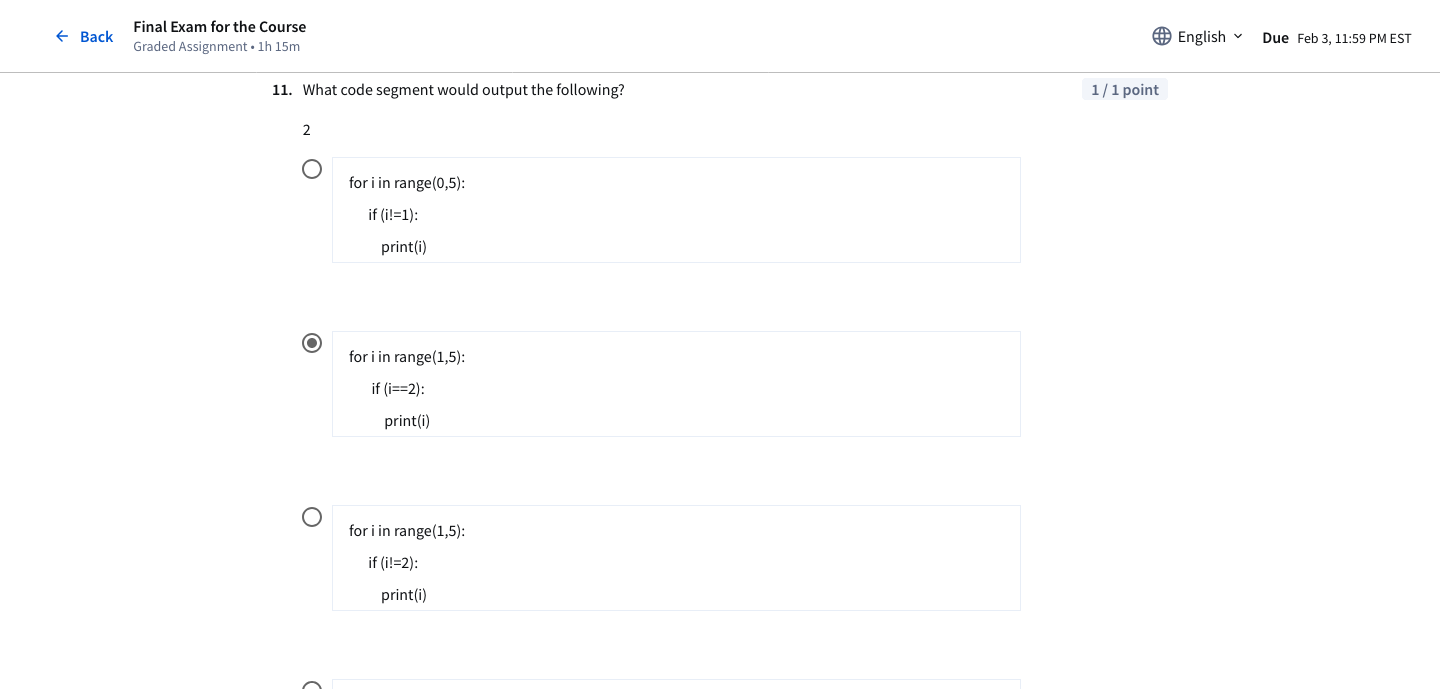 Back
Final Exam for the Course
Graded Assignment • 1h 15m
English
Due Feb 3, 11:59 PM EST
11. What code segment would output the following?
1 / 1 point
2
for i in range(0,5):
if (i!=1):
print(i)
for i in range(1,5):
if (i==2):
print(i)
for i in range(1,5):
if (i!=2):
print(i)